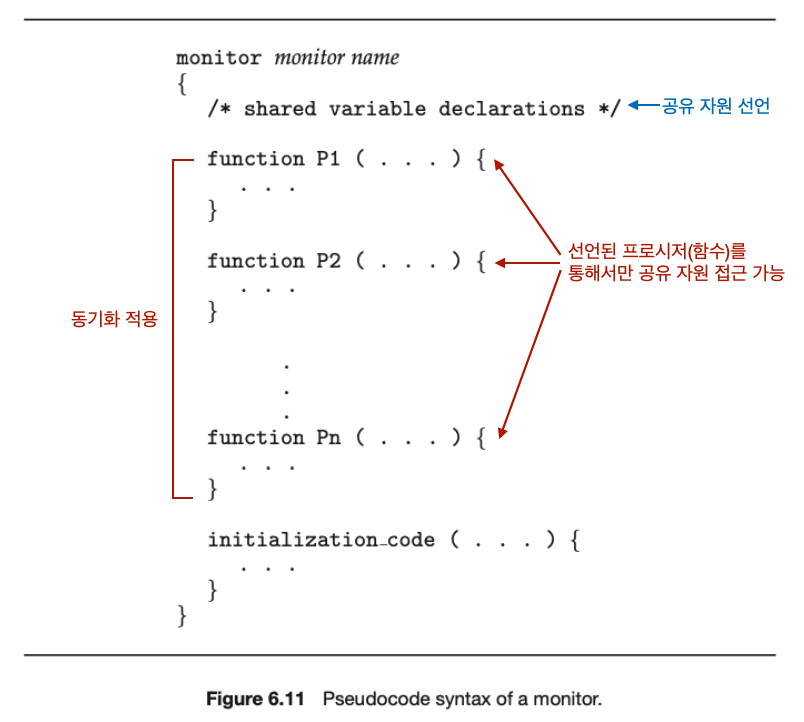 monitor monitor name
{
/* shared variable declarations */ 공유 자원 선언
function P1 ( . . . ) {
. . .
}
선언된 프로시저(함수)를
통해서만 공유 자원 접근 가능
function P2 ( . . . ) {
. . .
}
동기화 적용
.
.
.
function Pn ( . . . ) {
. . .
}
initialization_code ( . . . ) {
. . .
}
}
Figure 6.11 Pseudocode syntax of a monitor.